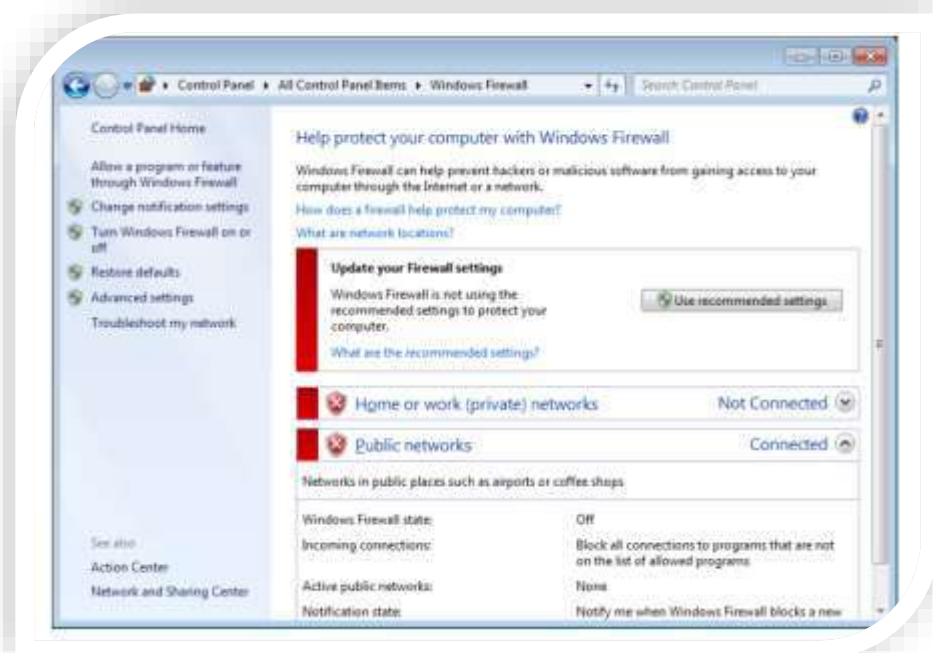 Control Panel ▸ All Control Panel Items ▸ Windows Firewall
Search Control Panel
Control Panel Home
Allow a program or feature
through Windows Firewall
Change notification settings
Turn Windows Firewall on or
off
Restore defaults
Advanced settings
Troubleshoot my network
See also
Action Center
Network and Sharing Center
Help protect your computer with Windows Firewall
Windows Firewall can help prevent hackers or malicious software from gaining access to your
computer through the Internet or a network.
How does a firewall help protect my computer?
What are network locations?
Update your Firewall settings
Windows Firewall is not using the
recommended settings to protect your
computer.
What are the recommended settings?
Use recommended settings
Home or work (private) networks Not Connected
Public networks Connected
Networks in public places such as airports or coffee shops
Windows Firewall state: Off
Incoming connections: Block all connections to programs that are not
on the list of allowed programs
Active public networks: None
Notification state: Notify me when Windows Firewall blocks a new